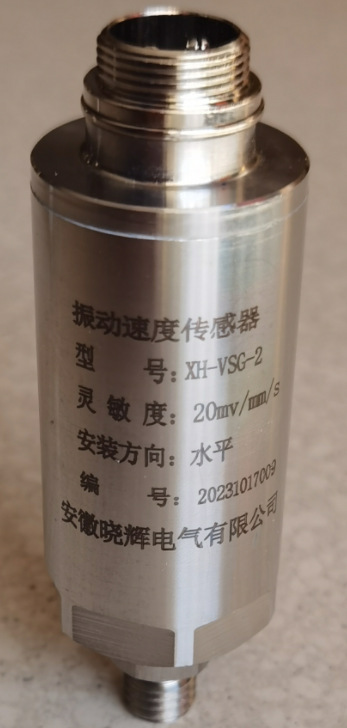 振动速度传感器
型 号：XH-VSG-2
灵敏度：20mv/mm/s
安装方向：水平
编 号：20231017009
安徽晓辉电气有限公司